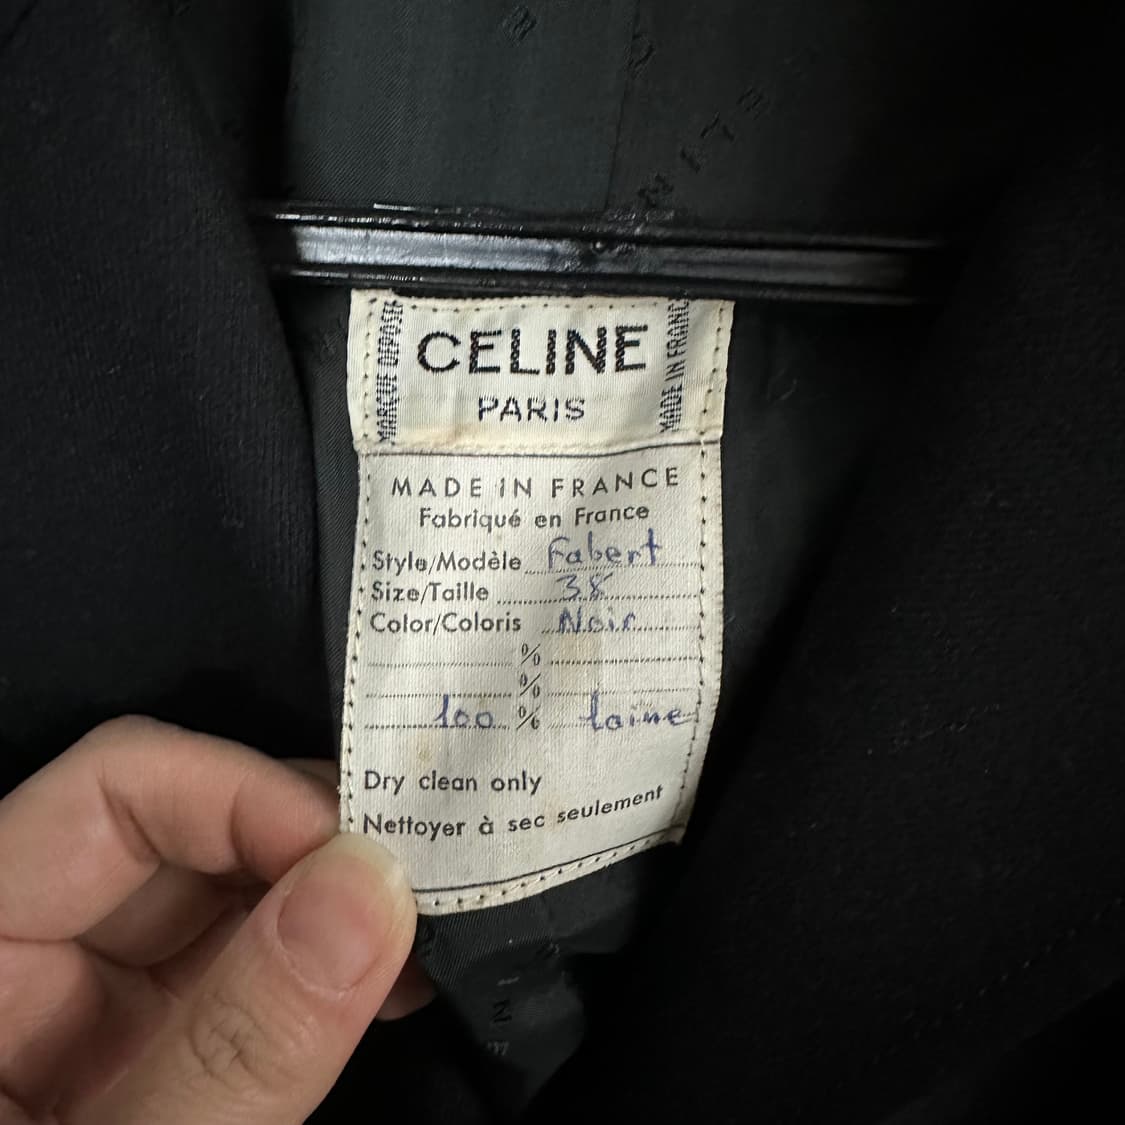 MARQUE DEPOSÉE
CELINE
PARIS
MADE IN FRANCE
MADE IN FRANCE
Fabriqué en France
Style/Modèle Fabert
Size/Taille 38
Color/Coloris Noir
%
%
100 % laine
Dry clean only
Nettoyer à sec seulement